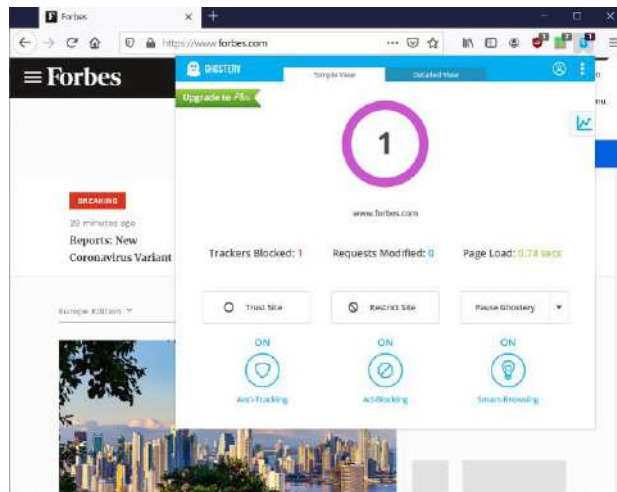 Forbes
https://www.forbes.com
Forbes
GHOSTERY
Simple View
Detailed View
Upgrade to Plus
1
www.forbes.com
Trackers Blocked: 1
Requests Modified: 0
Page Load: 0.74 secs
Trust Site
Restrict Site
Pause Ghostery
ON
ON
ON
Anti-Tracking
Ad-Blocking
Smart-Browsing
BREAKING
minutes ago
Reports: New
Coronavirus Variant
Europe Edition